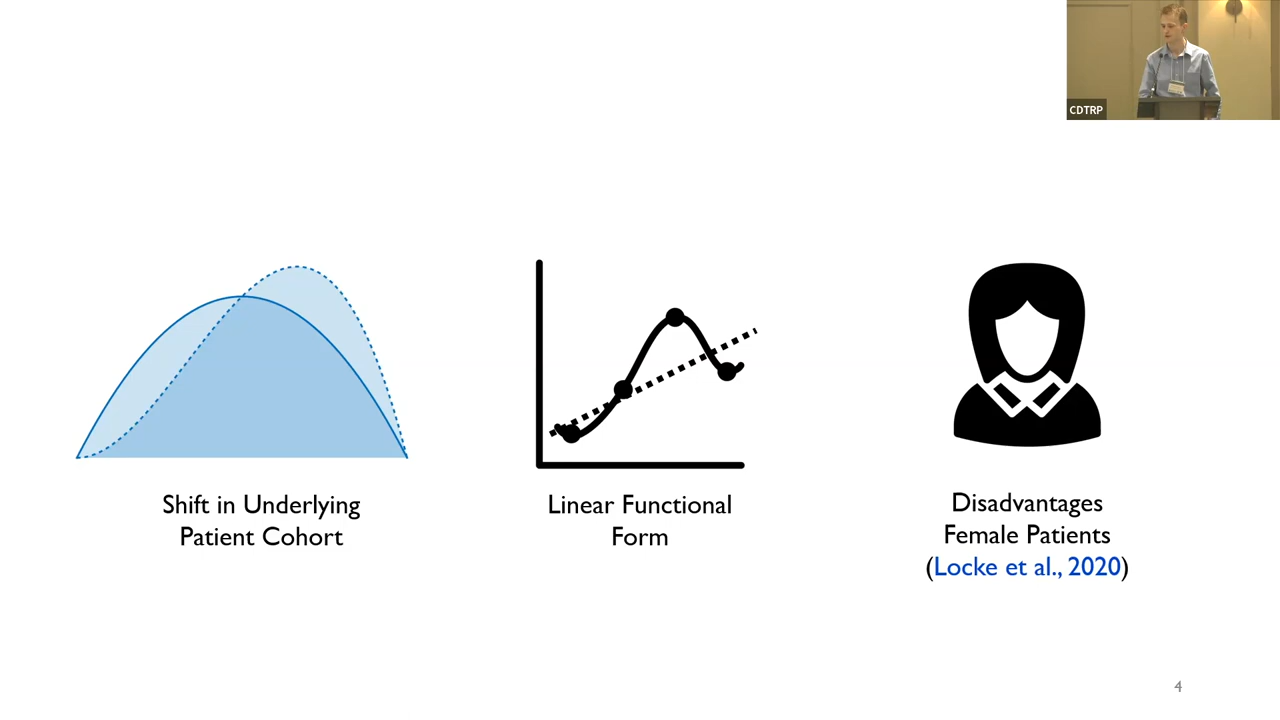 CDTRP
Shift in Underlying
Patient Cohort
Linear Functional
Form
Disadvantages
Female Patients
(Locke et al., 2020)
4